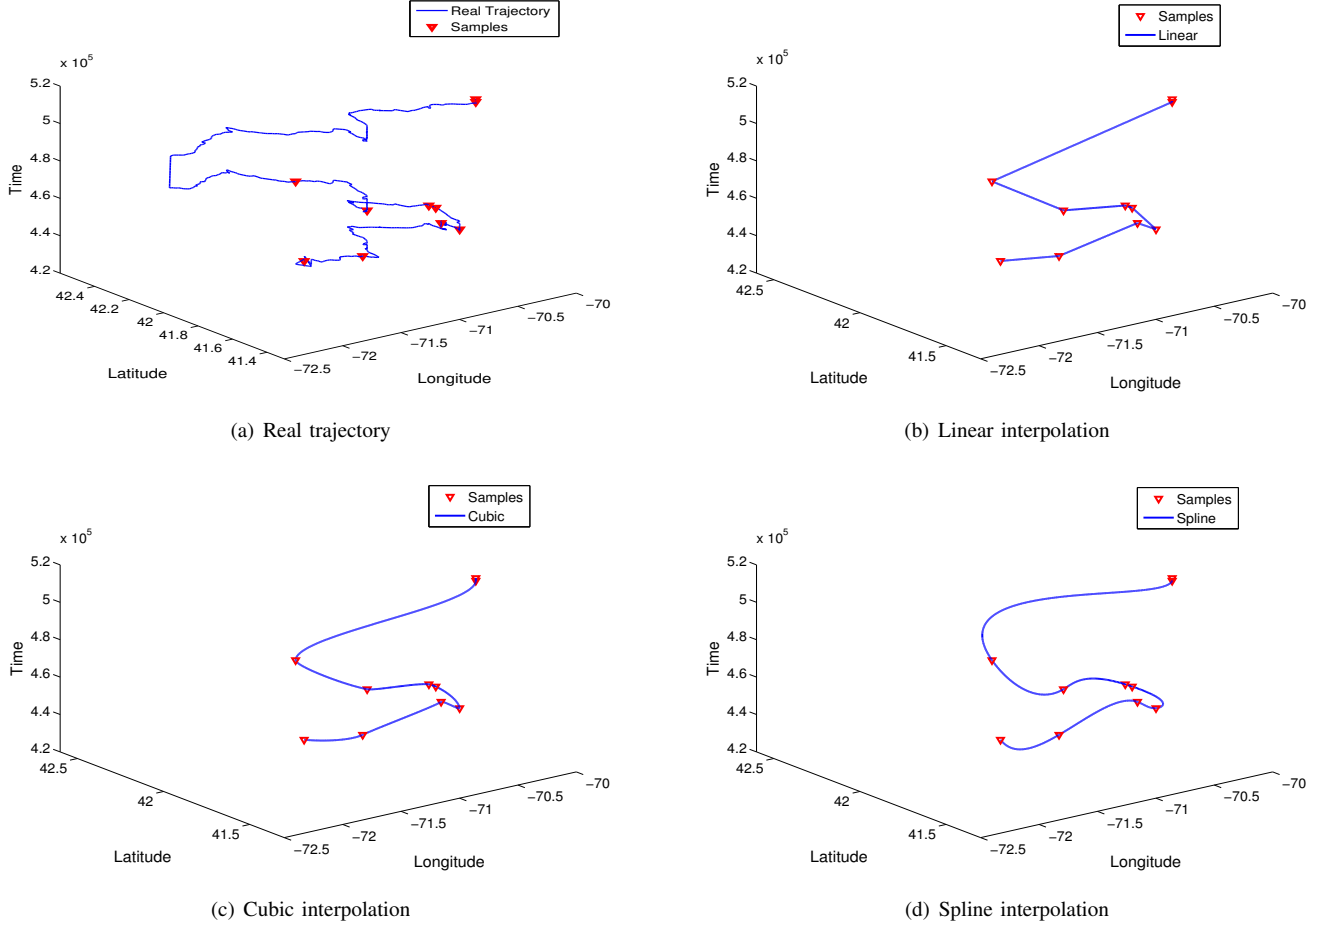 Real Trajectory
Samples
x 10^5
5.2
5
4.8
4.6
4.4
4.2
Time
42.4
42.2
42
41.8
41.6
41.4
Latitude
−72.5
−72
−71.5
−71
−70.5
−70
Longitude
(a) Real trajectory
Samples
Linear
x 10^5
5.2
5
4.8
4.6
4.4
4.2
Time
42.5
42
41.5
Latitude
−72.5
−72
−71.5
−71
−70.5
−70
Longitude
(b) Linear interpolation
Samples
Cubic
x 10^5
5.2
5
4.8
4.6
4.4
4.2
Time
42.5
42
41.5
Latitude
−72.5
−72
−71.5
−71
−70.5
−70
Longitude
(c) Cubic interpolation
Samples
Spline
x 10^5
5.2
5
4.8
4.6
4.4
4.2
Time
42.5
42
41.5
Latitude
−72.5
−72
−71.5
−71
−70.5
−70
Longitude
(d) Spline interpolation